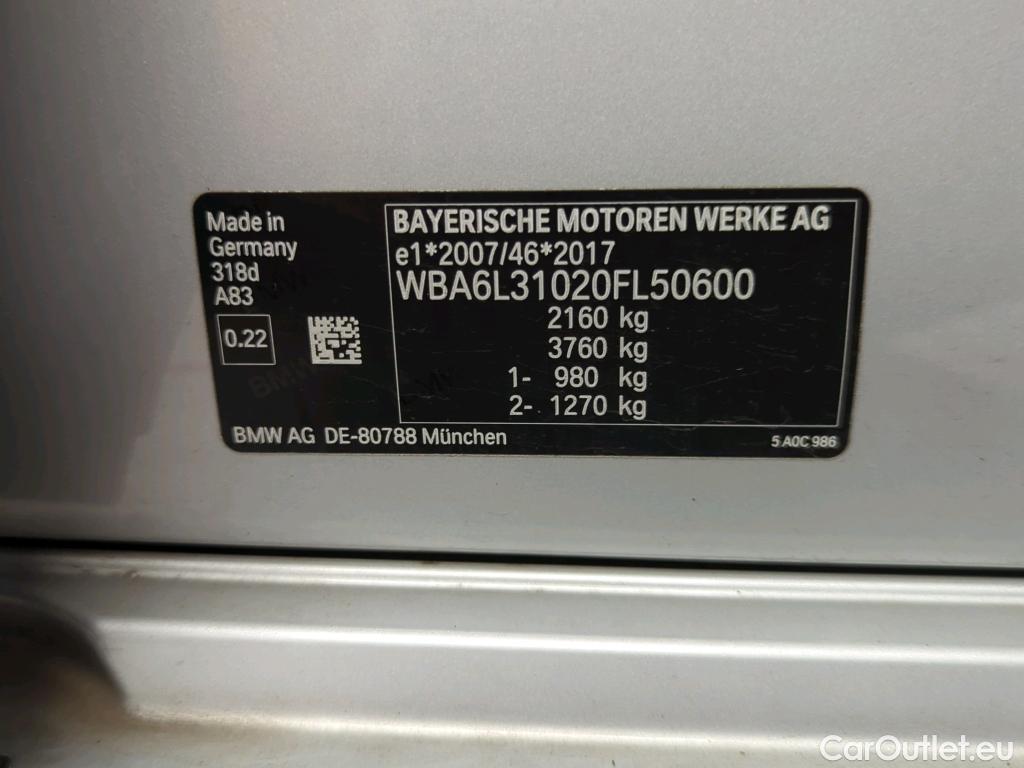 Made in
Germany
318d
A83
0.22
BAYERISCHE MOTOREN WERKE AG
e1*2007/46*2017
WBA6L31020FL50600
2160 kg
3760 kg
1- 980 kg
2- 1270 kg
BMW AG DE-80788 München
5 A0C 986
CarOutlet.eu